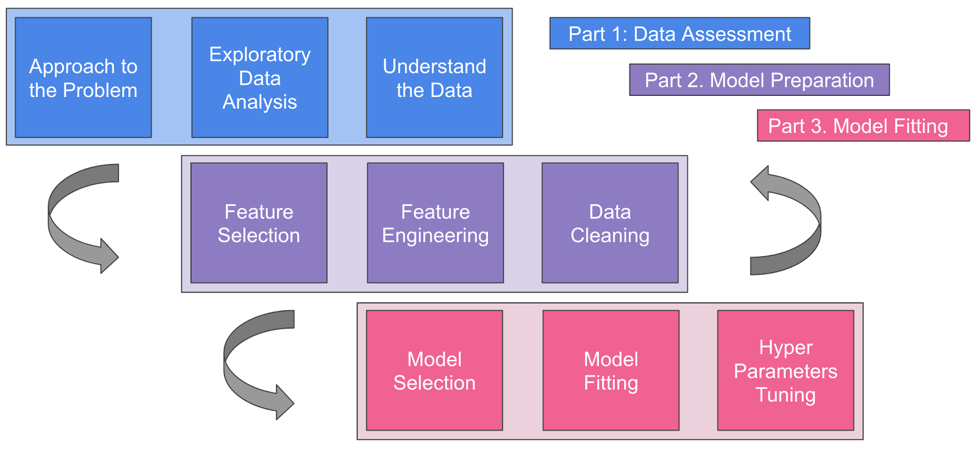 Approach to
the Problem
Exploratory
Data
Analysis
Understand
the Data
Part 1: Data Assessment
Part 2. Model Preparation
Part 3. Model Fitting
Feature
Selection
Feature
Engineering
Data
Cleaning
Model
Selection
Model
Fitting
Hyper
Parameters
Tuning